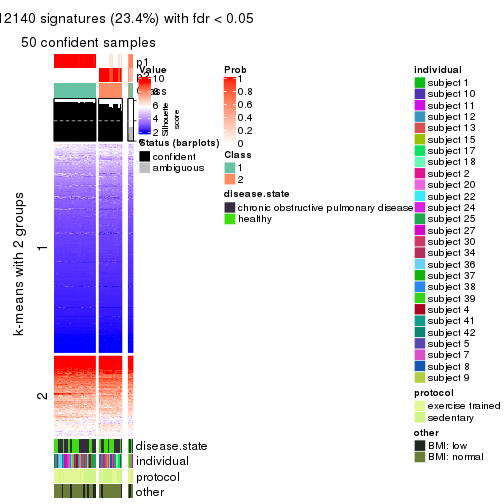 12140 signatures (23.4%) with fdr < 0.05
50 confident samples
p1
p2
Class
Silhouette
score
k-means with 2 groups
1
2
disease.state
individual
protocol
other
Value
10
8
6
4
2
Status (barplots)
confident
ambiguous
Prob
1
0.8
0.6
0.4
0.2
0
Class
1
2
disease.state
chronic obstructive pulmonary disease
healthy
individual
subject 1
subject 10
subject 11
subject 12
subject 13
subject 15
subject 17
subject 18
subject 2
subject 20
subject 22
subject 24
subject 25
subject 27
subject 30
subject 34
subject 36
subject 37
subject 38
subject 39
subject 4
subject 41
subject 42
subject 5
subject 7
subject 8
subject 9
protocol
exercise trained
sedentary
other
BMI: low
BMI: normal